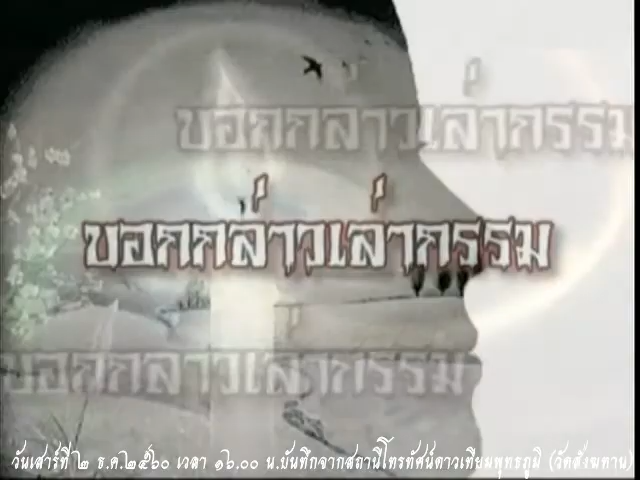 บอกกล่าวเล่ากรรม
บอกกล่าวเล่ากรรม
บอกกล่าวเล่ากรรม
วันเสาร์ที่ ๒ ธ.ค.๒๕๖๐ เวลา ๑๖.๐๐ น.บันทึกจากสถานีโทรทัศน์ดาวเทียมพุทธภูมิ (วัดสังฆทาน)